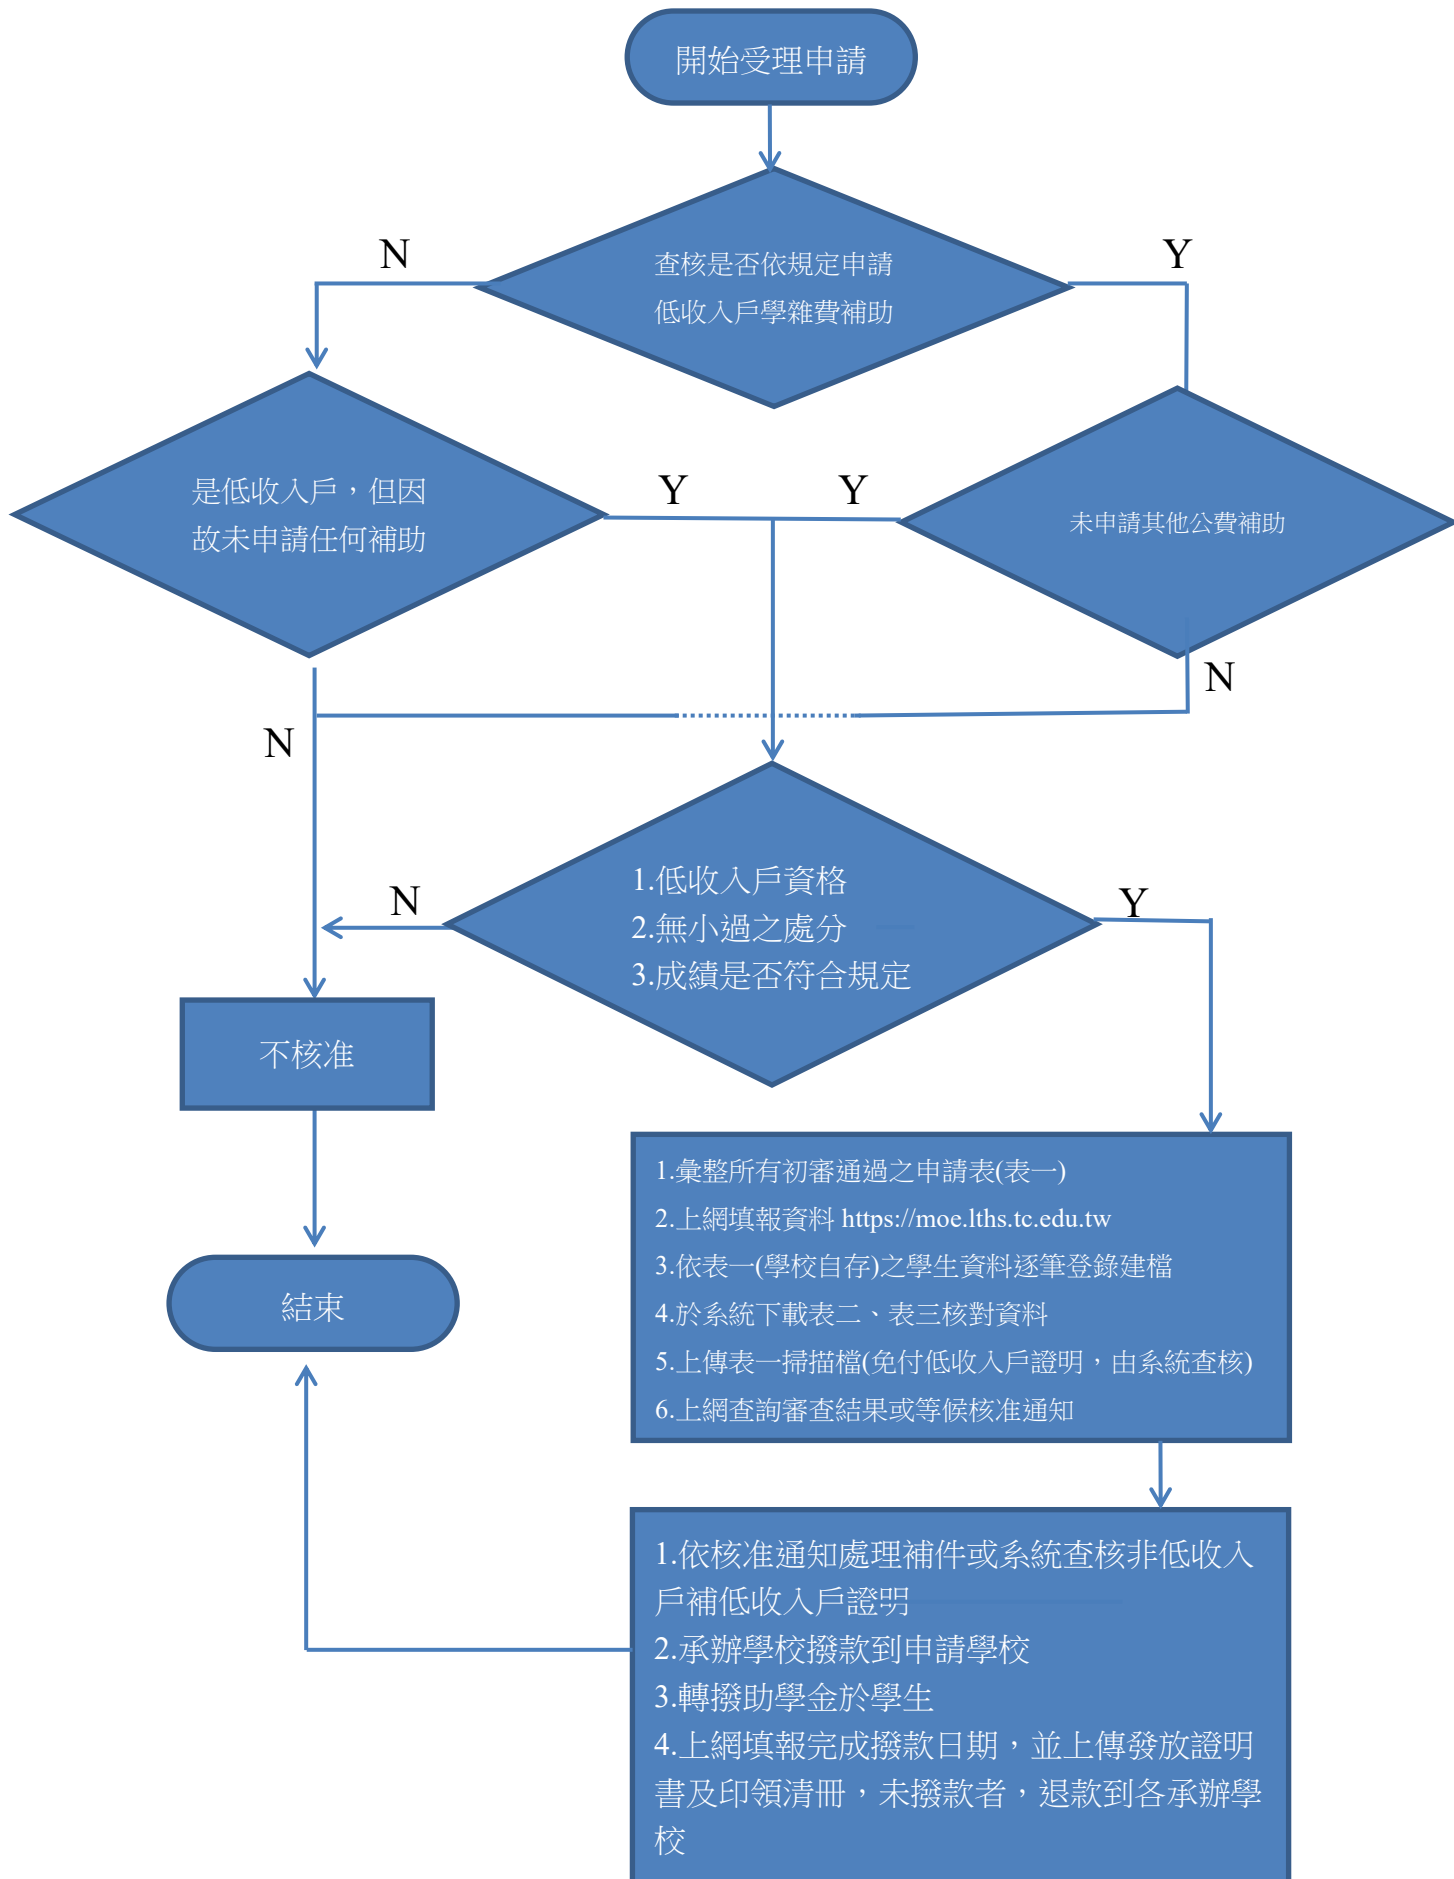 開始受理申請
N
Y
查核是否依規定申請
低收入戶學雜費補助
是低收入戶，但因
故未申請任何補助
Y
Y
未申請其他公費補助
N
N
1.低收入戶資格
2.無小過之處分
3.成績是否符合規定
N
Y
不核准
1.彙整所有初審通過之申請表(表一)
2.上網填報資料 https://moe.lths.tc.edu.tw
3.依表一(學校自存)之學生資料逐筆登錄建檔
4.於系統下載表二、表三核對資料
5.上傳表一掃描檔(免付低收入戶證明，由系統查核)
6.上網查詢審查結果或等候核准通知
結束
1.依核准通知處理補件或系統查核非低收入
戶補低收入戶證明
2.承辦學校撥款到申請學校
3.轉撥助學金於學生
4.上網填報完成撥款日期，並上傳發放證明
書及印領清冊，未撥款者，退款到各承辦學
校